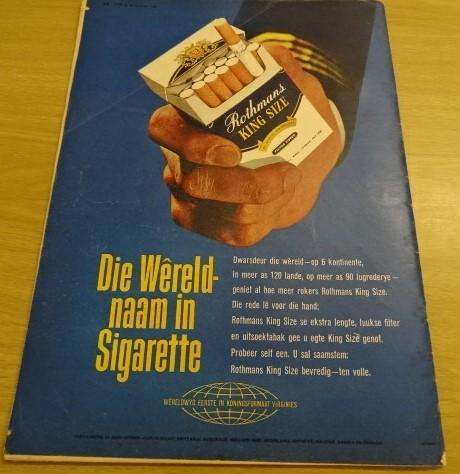 Rothmans
KING SIZE
Die Wêreld-
naam in
Sigarette
Dwarsdeur die wêreld—op 6 kontinente,
in meer as 120 lande, op meer as 90 lugrederye—
geniet al hoe meer rokers Rothmans King Size.
Die rede lê voor die hand:
Rothmans King Size se ekstra lengte, luukse filter
en uitsoektabak gee u egte King Size genot.
Probeer self een. U sal saamstem:
Rothmans King Size bevredig—ten volle.
WÊRELDWYD EERSTE IN KONINGSFORMAAT VIRGINIES